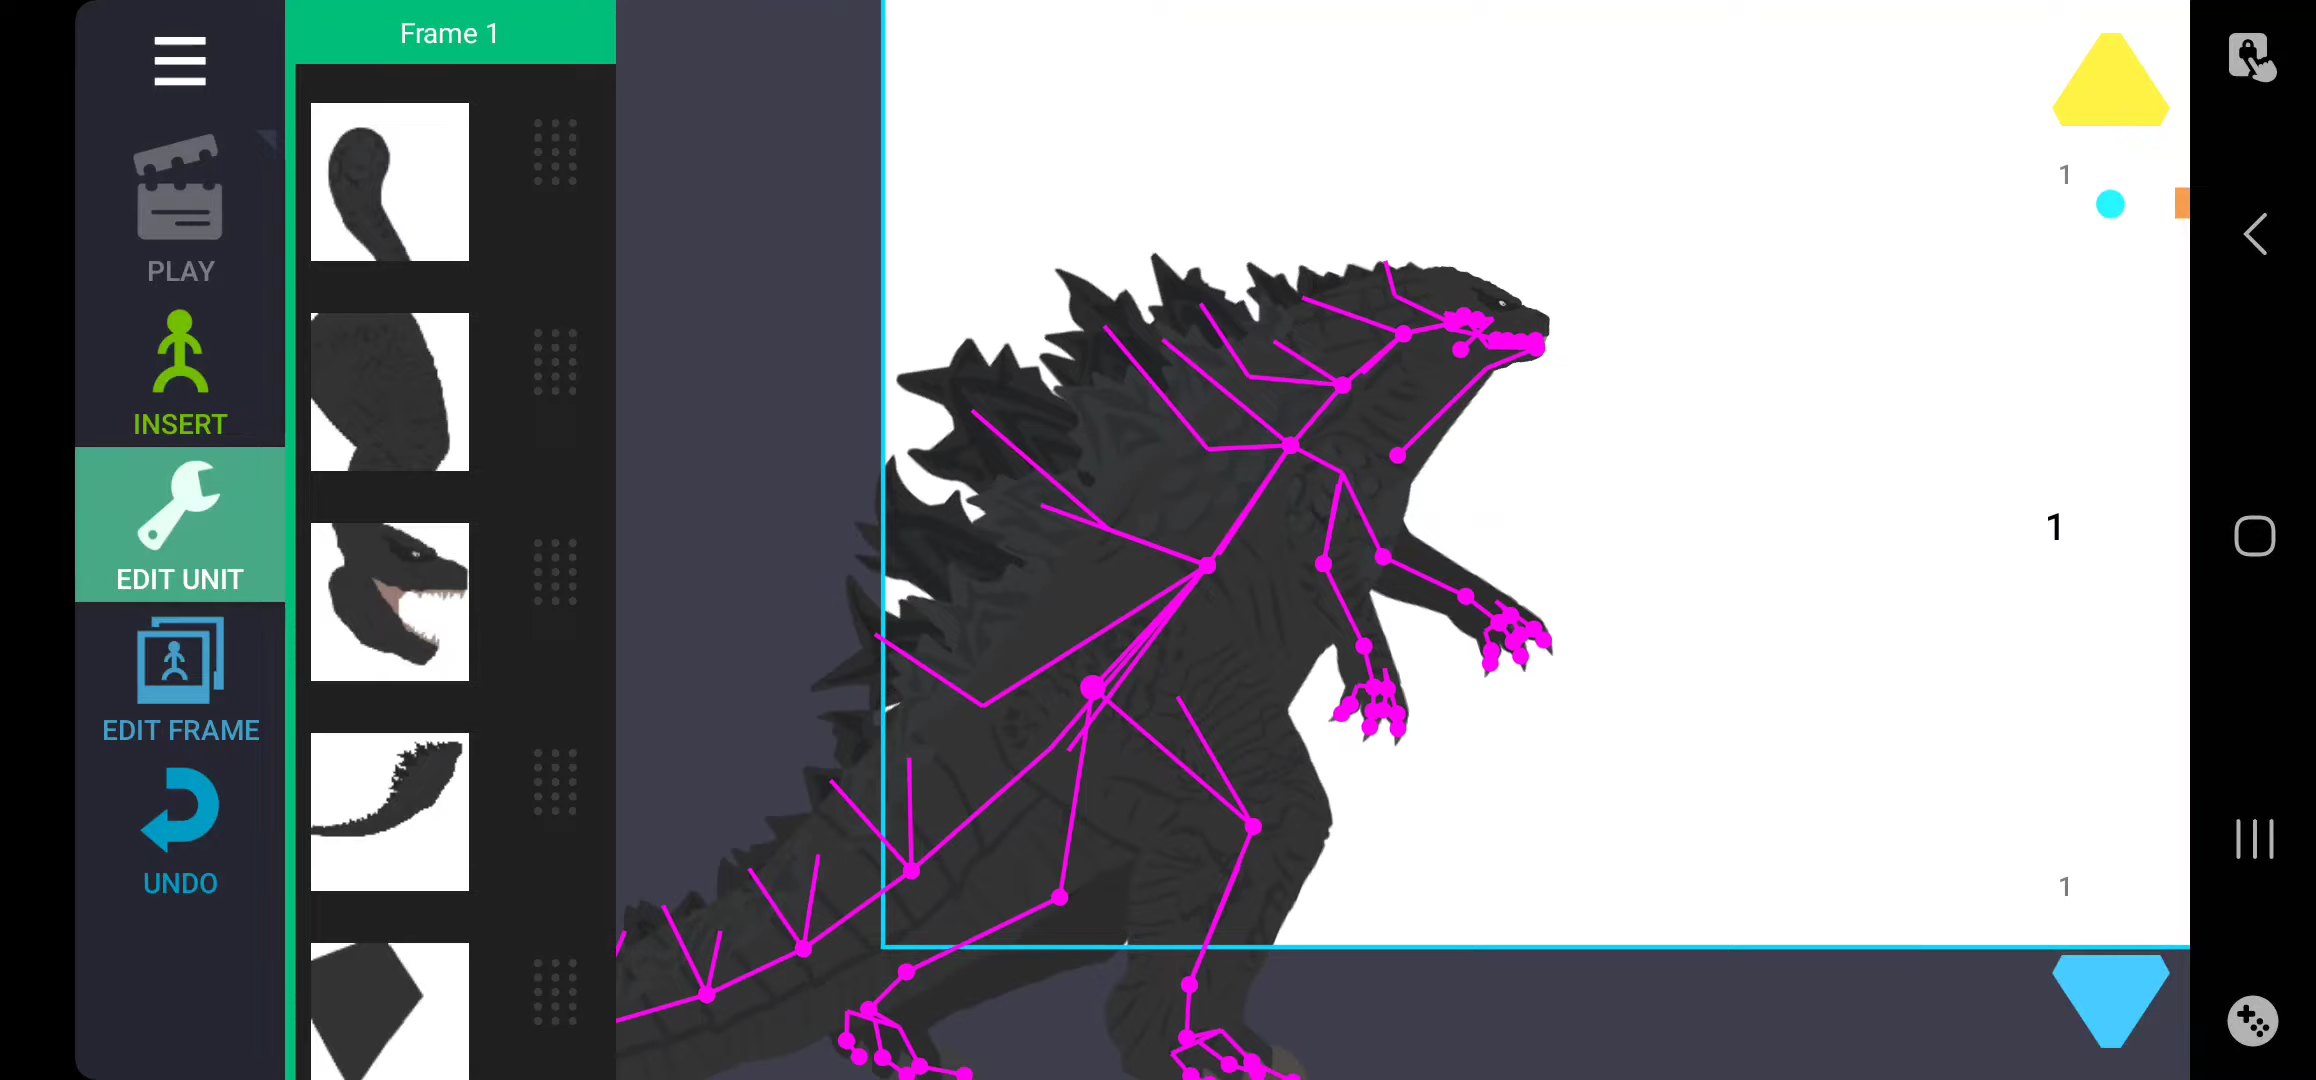 Frame 1
PLAY
INSERT
EDIT UNIT
EDIT FRAME
UNDO
1
1
1